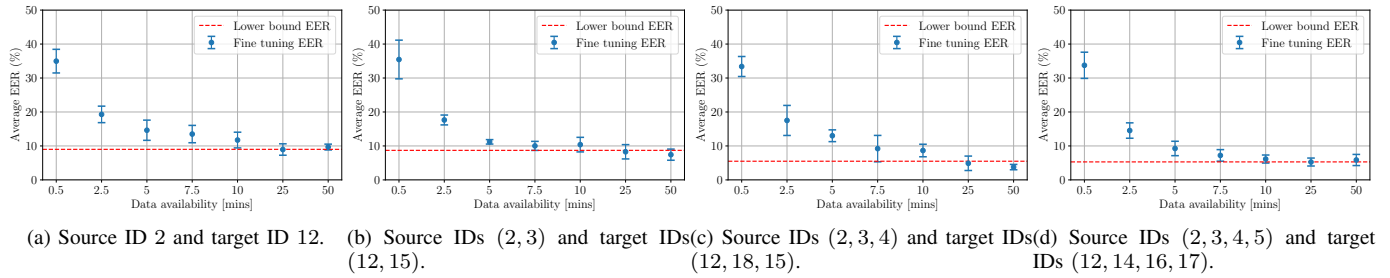 50
40
30
20
10
0
Average EER (%)
Lower bound EER
Fine tuning EER
0.5 2.5 5 7.5 10 25 50
Data availability [mins]
(a) Source ID 2 and target ID 12.
50
40
30
20
10
0
Average EER (%)
Lower bound EER
Fine tuning EER
0.5 2.5 5 7.5 10 25 50
Data availability [mins]
(b) Source IDs (2, 3) and target IDs
(12, 15).
50
40
30
20
10
0
Average EER (%)
Lower bound EER
Fine tuning EER
0.5 2.5 5 7.5 10 25 50
Data availability [mins]
(c) Source IDs (2, 3, 4) and target IDs
(12, 18, 15).
50
40
30
20
10
0
Average EER (%)
Lower bound EER
Fine tuning EER
0.5 2.5 5 7.5 10 25 50
Data availability [mins]
(d) Source IDs (2, 3, 4, 5) and target
IDs (12, 14, 16, 17).